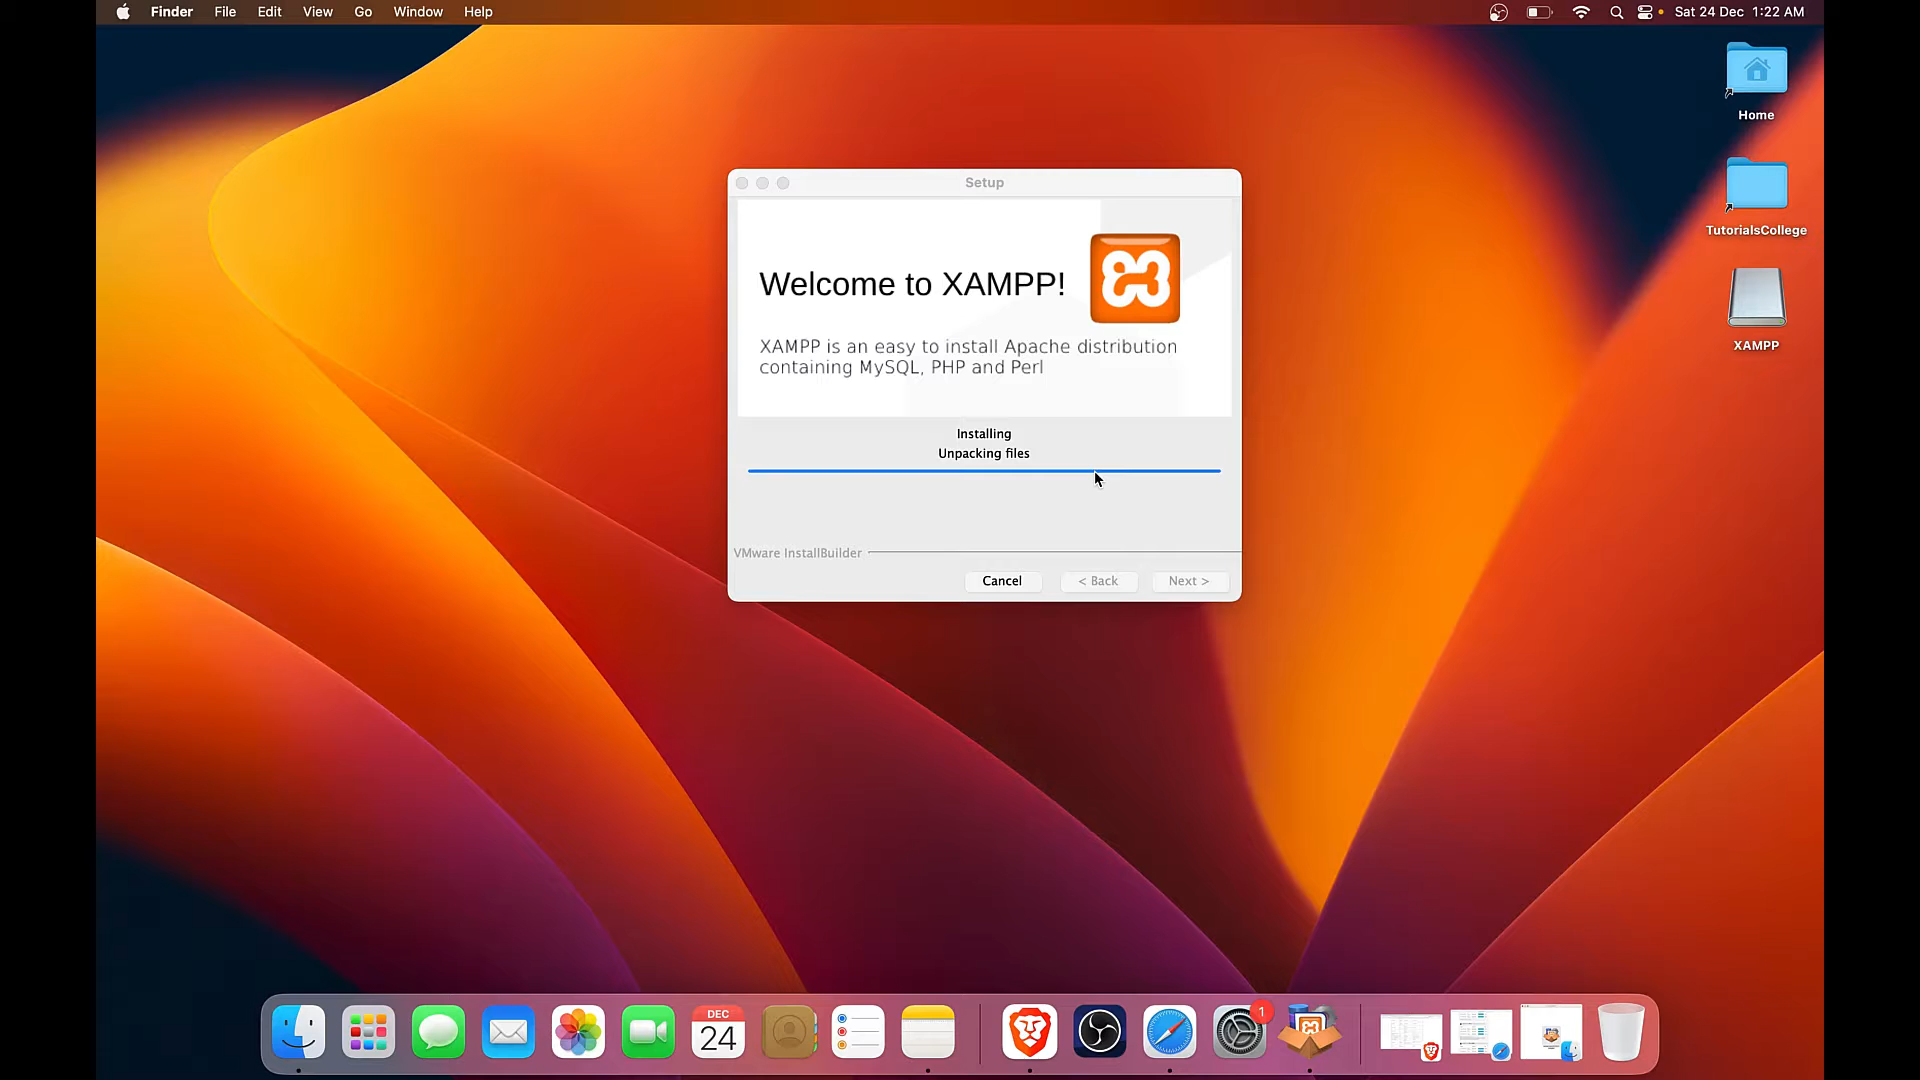 Finder File Edit View Go Window Help
Sat 24 Dec 1:22 AM
Home
TutorialsCollege
XAMPP
Setup
Welcome to XAMPP!
XAMPP is an easy to install Apache distribution
containing MySQL, PHP and Perl
Installing
Unpacking files
VMware InstallBuilder
Cancel < Back Next >
DEC
24
1